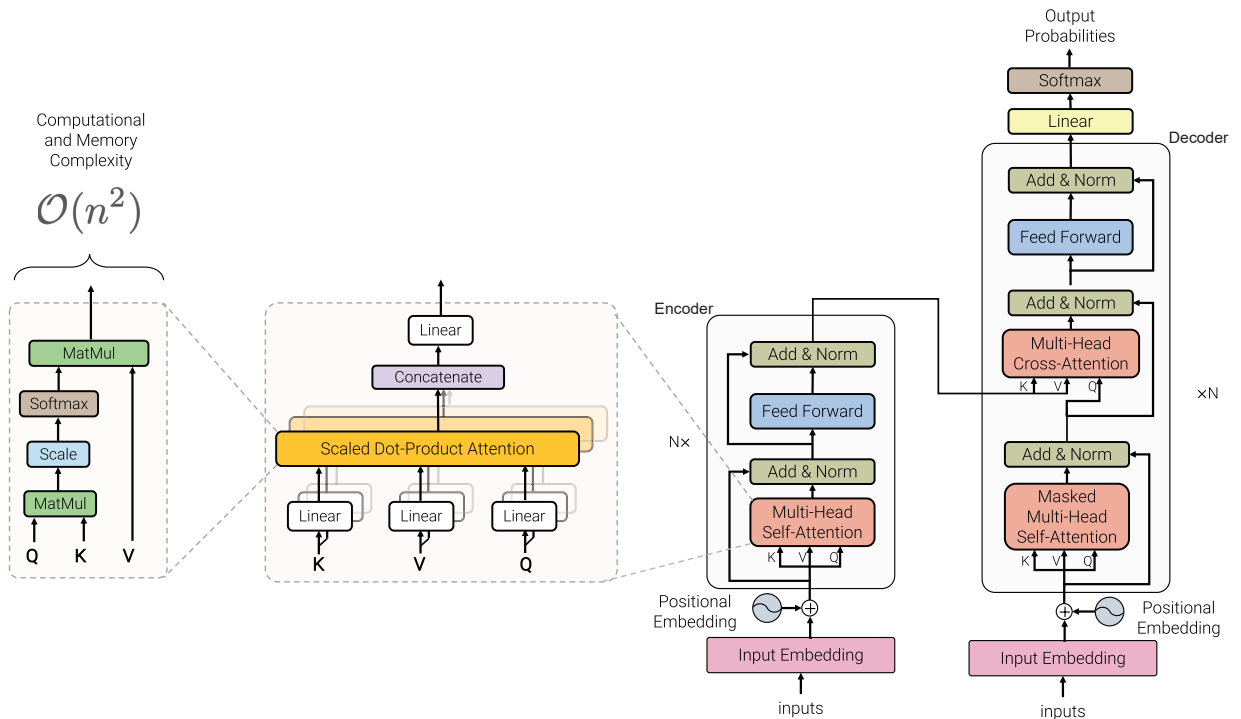 Computational
and Memory
Complexity
𝒪(n²)
MatMul
Softmax
Scale
MatMul
Q
K
V
Linear
Concatenate
Scaled Dot-Product Attention
Linear
Linear
Linear
K
V
Q
Encoder
Add & Norm
Feed Forward
N×
Add & Norm
Multi-Head
Self-Attention
K
V
Q
Positional
Embedding
Input Embedding
inputs
Output
Probabilities
Softmax
Linear
Decoder
Add & Norm
Feed Forward
Add & Norm
Multi-Head
Cross-Attention
K
V
Q
×N
Add & Norm
Masked
Multi-Head
Self-Attention
K
V
Q
Positional
Embedding
Input Embedding
inputs